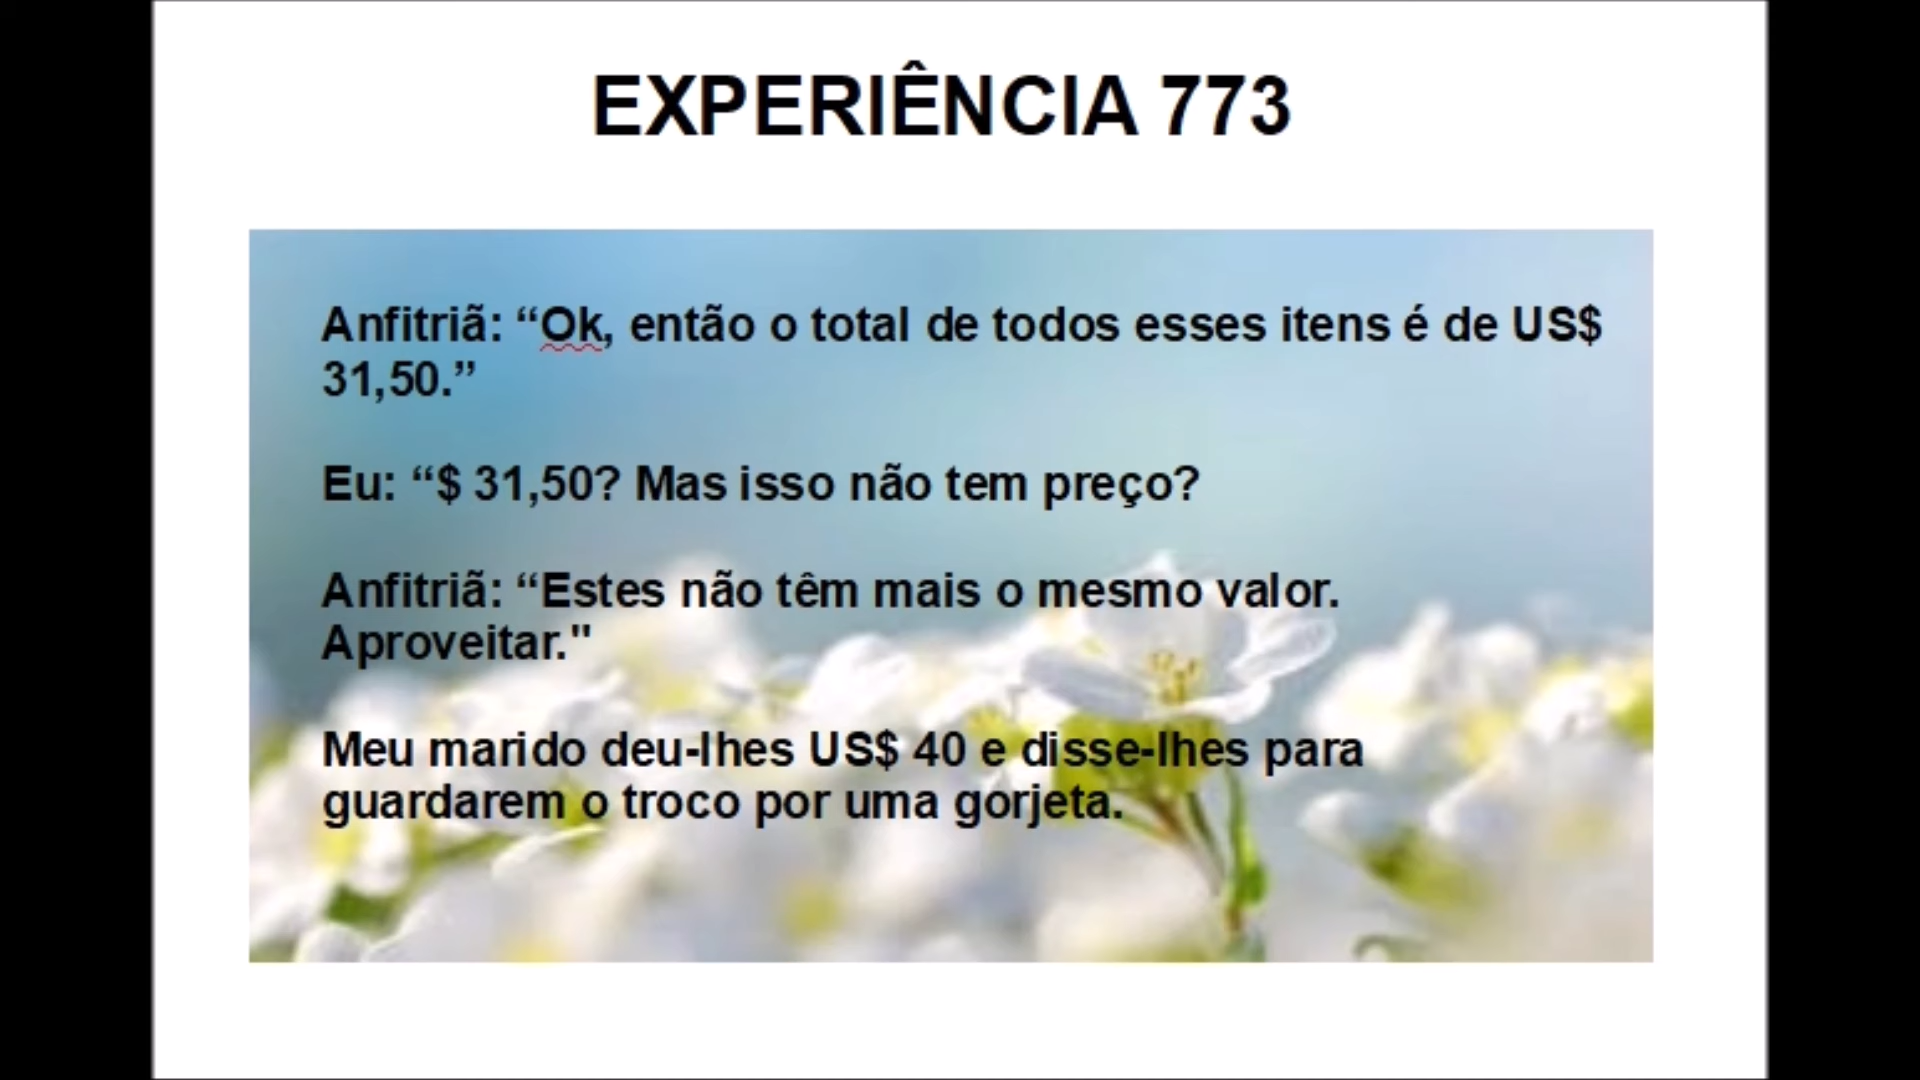 EXPERIÊNCIA 773
Anfitriã: “Ok, então o total de todos esses itens é de US$
31,50.”
Eu: “$ 31,50? Mas isso não tem preço?
Anfitriã: “Estes não têm mais o mesmo valor.
Aproveitar."
Meu marido deu-lhes US$ 40 e disse-lhes para
guardarem o troco por uma gorjeta.